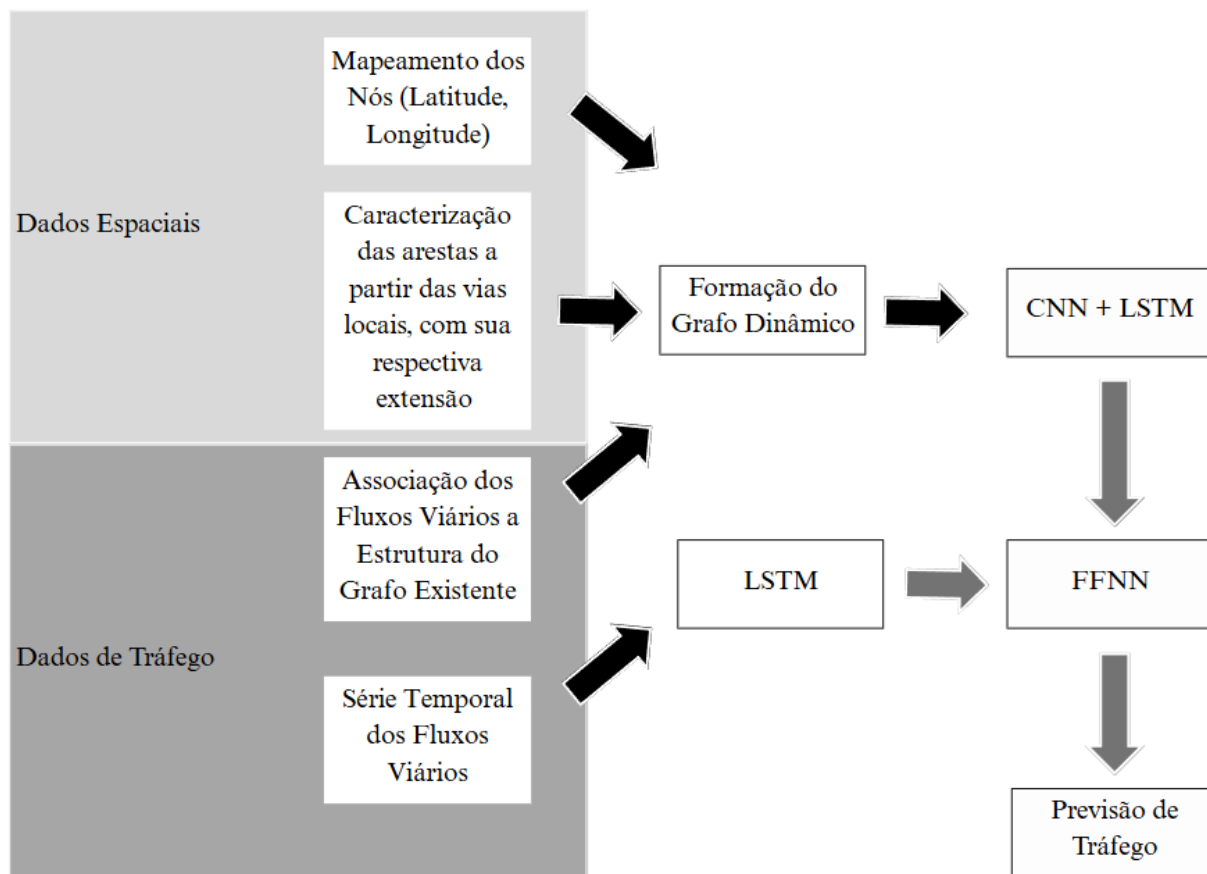 Mapeamento dos
Nós (Latitude,
Longitude)
Dados Espaciais
Caracterização
das arestas a
partir das vias
locais, com sua
respectiva
extensão
Formação do
Grafo Dinâmico
CNN + LSTM
Associação dos
Fluxos Viários a
Estrutura do
Grafo Existente
LSTM
FFNN
Dados de Tráfego
Série Temporal
dos Fluxos
Viários
Previsão de
Tráfego